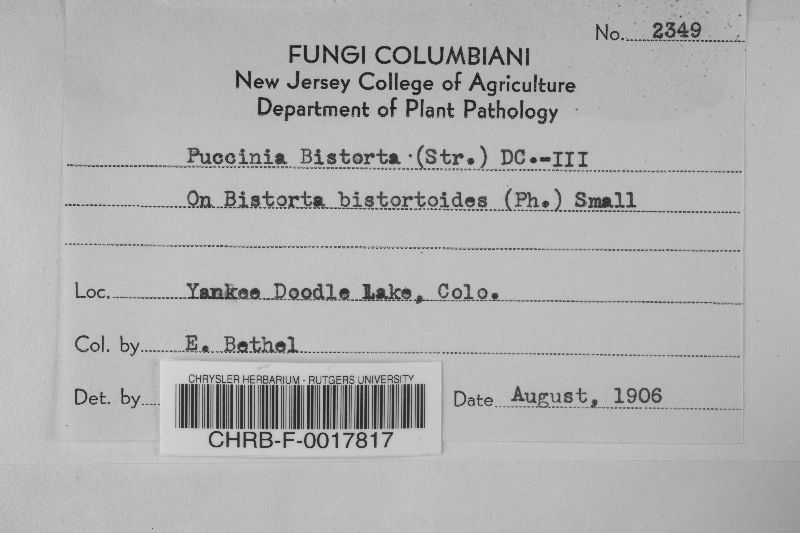 No. 2349
FUNGI COLUMBIANI
New Jersey College of Agriculture
Department of Plant Pathology
Puccinia Bistorta (Str.) DC.-III
On Bistorta bistortoides (Ph.) Small
Loc. Yankee Doodle Lake, Colo.
Col. by E. Bethel
Det. by
Date August, 1906
CHRYSLER HERBARIUM - RUTGERS UNIVERSITY
CHRB-F-0017817